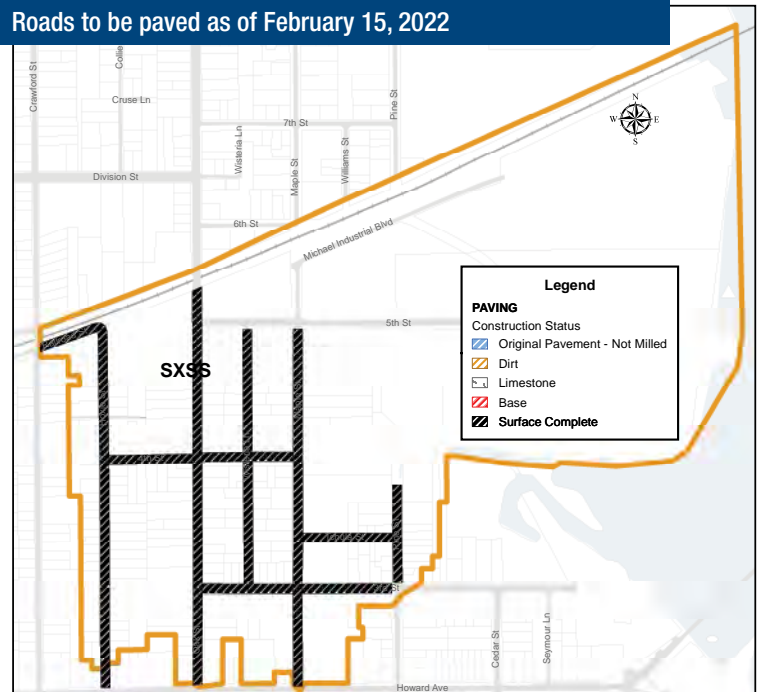 Roads to be paved as of February 15, 2022
Crawford St
Collie
Cruse Ln
Pine St
7th St
Wisteria Ln
Maple St
Williams St
Division St
6th St
Michael Industrial Blvd
N
W
E
S
5th St
SXSS
Legend
PAVING
Construction Status
Original Pavement - Not Milled
Dirt
Limestone
Base
Surface Complete
St
Cedar St
Seymour Ln
Howard Ave